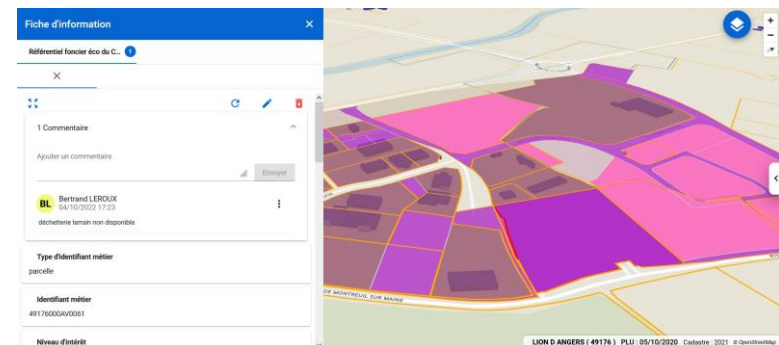 Fiche d'information
Référentiel foncier éco du C... 1
1 Commentaire
Ajouter un commentaire
Envoyer
BL
Bertrand LEROUX
04/10/2022 17:23
déchetterie terrain non disponible
Type d'identifiant métier
parcelle
Identifiant métier
49176000AV0061
Niveau d'intérêt
DE MONTREUIL SUR MAINE
LION D ANGERS ( 49176 ) PLU : 05/10/2020 Cadastre : 2021 © OpenStreetMap